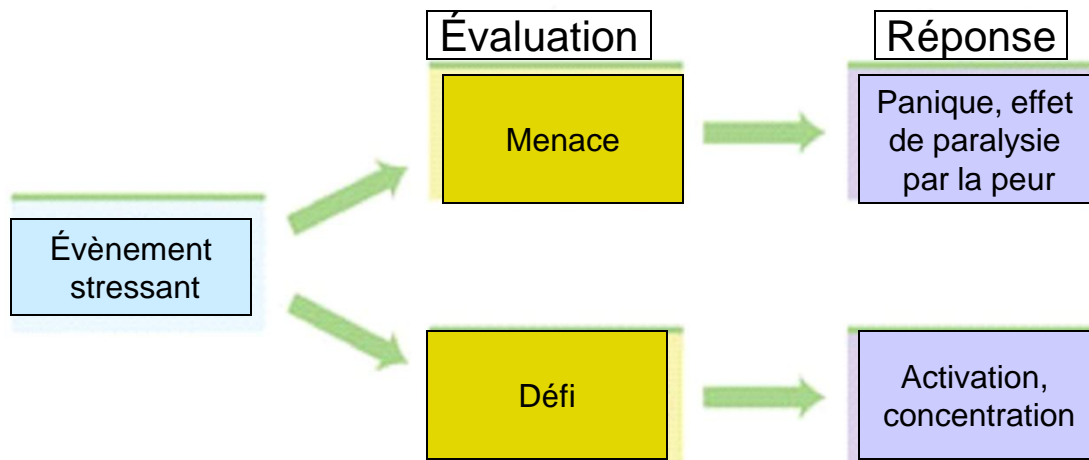 Évaluation
Réponse
Menace
Panique, effet
de paralysie
par la peur
Évènement
stressant
Défi
Activation,
concentration